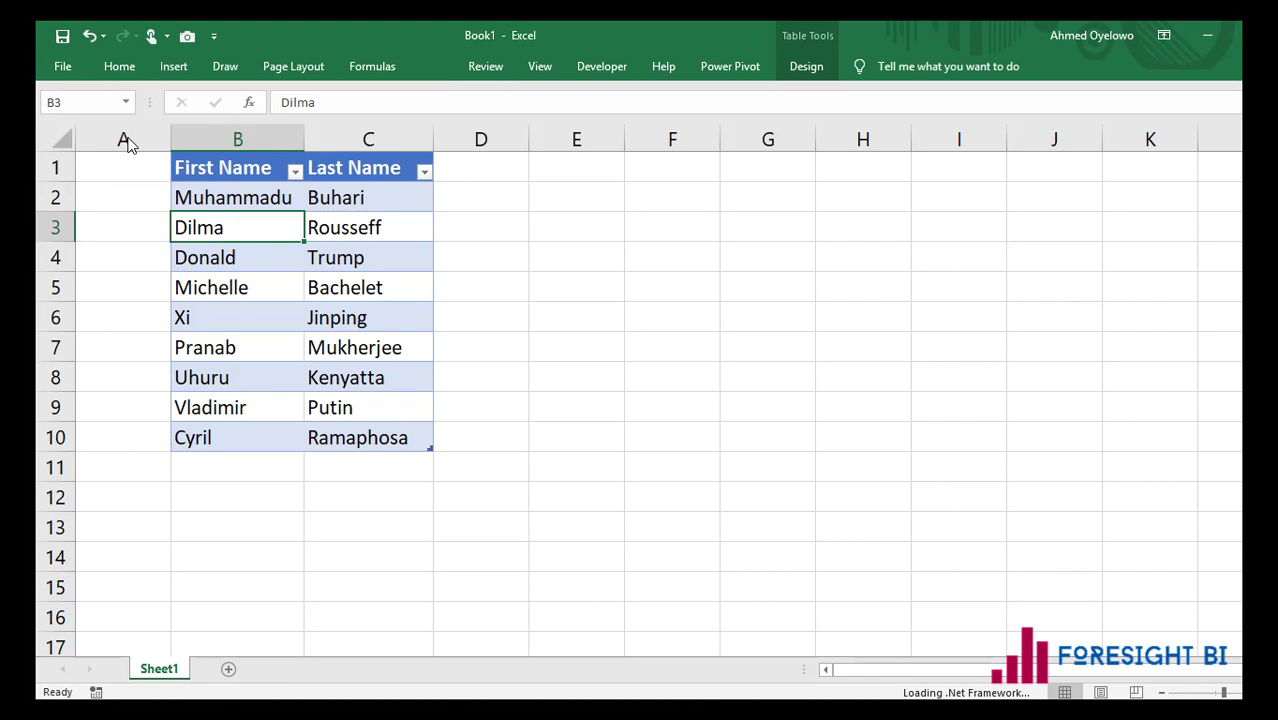 Book1 - Excel
Table Tools
Ahmed Oyelowo
File Home Insert Draw Page Layout Formulas Review View Developer Help Power Pivot Design Tell me what you want to do
B3 fx Dilma
A B C D E F G H I J K
1 First Name Last Name
2 Muhammadu Buhari
3 Dilma Rousseff
4 Donald Trump
5 Michelle Bachelet
6 Xi Jinping
7 Pranab Mukherjee
8 Uhuru Kenyatta
9 Vladimir Putin
10 Cyril Ramaphosa
11
12
13
14
15
16
17
FORESIGHT BI
Sheet1
Ready Loading .Net Framework...